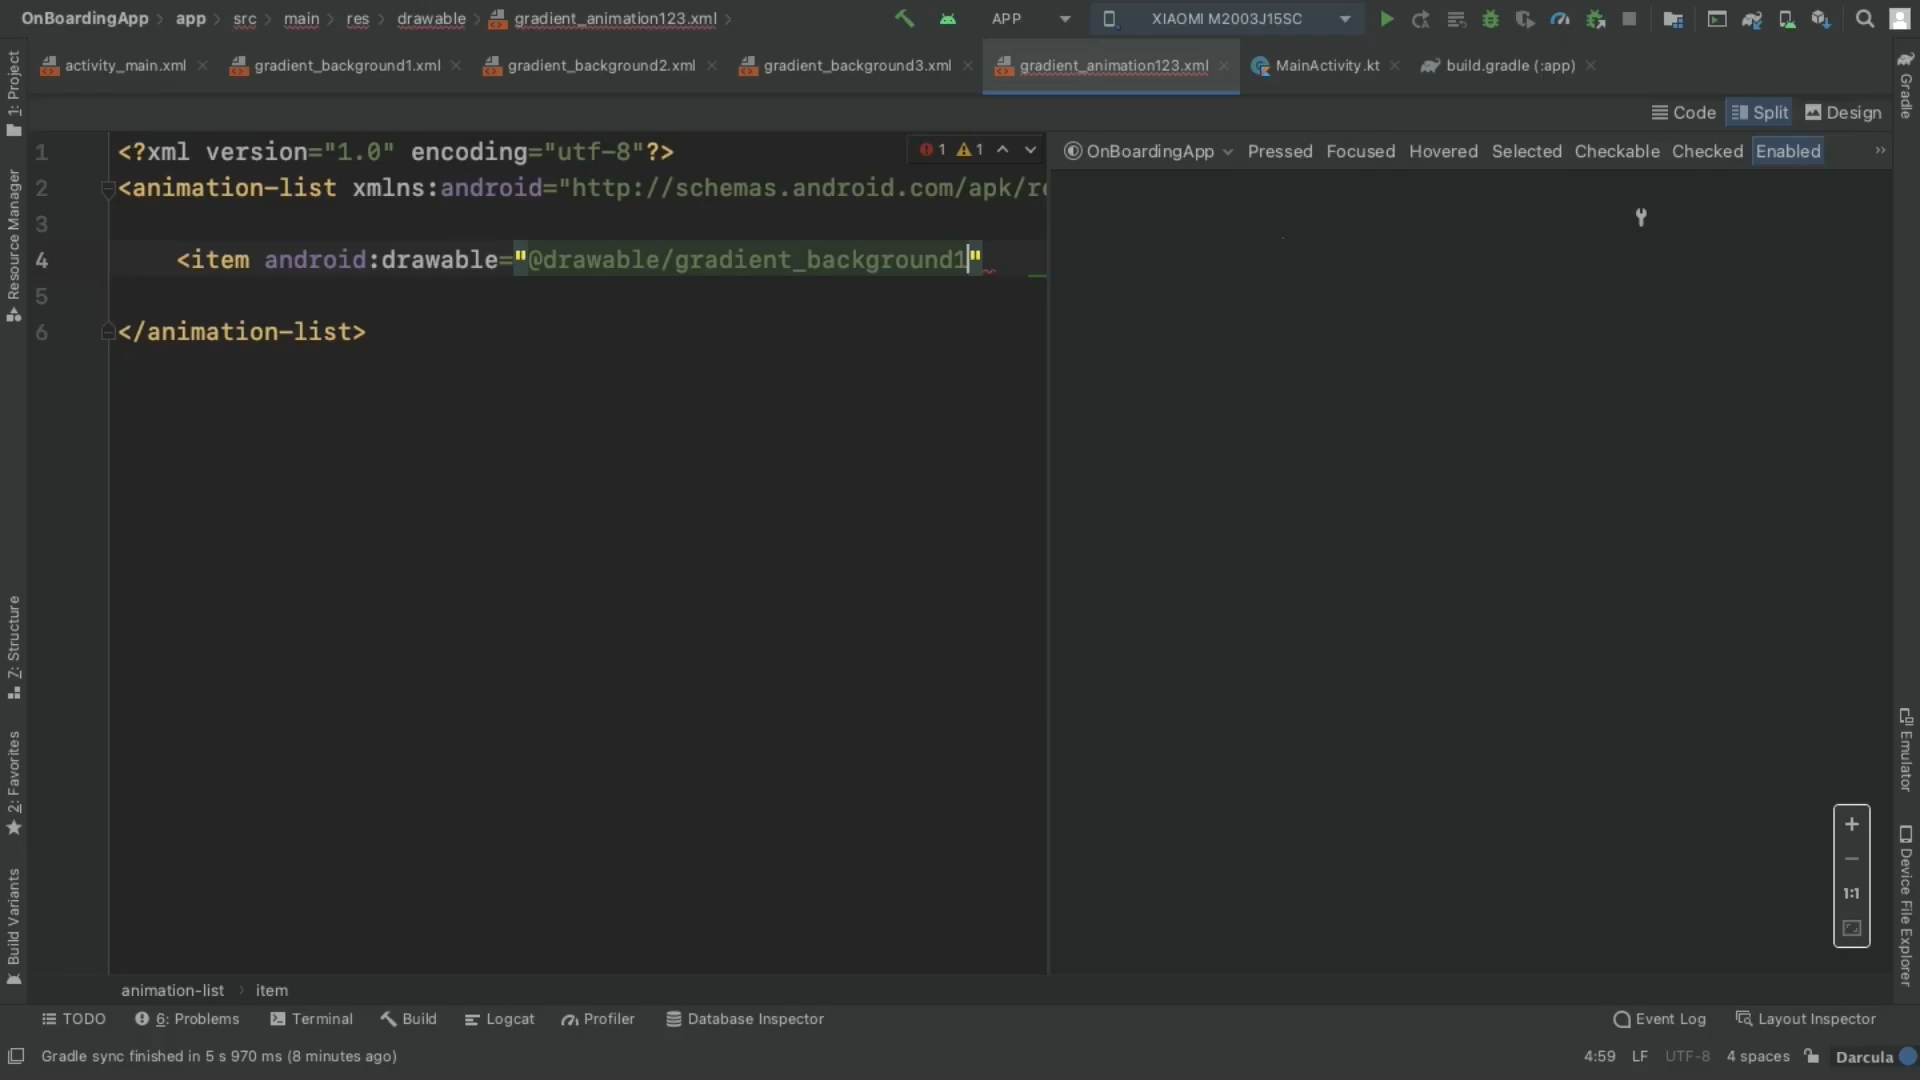 OnBoardingApp app src main res drawable gradient_animation123.xml APP XIAOMI M2003J15SC
activity_main.xml gradient_background1.xml gradient_background2.xml gradient_background3.xml gradient_animation123.xml MainActivity.kt build.gradle (:app)
Code Split Design
1 <?xml version="1.0" encoding="utf-8"?>
1 1
2 <animation-list xmlns:android="http://schemas.android.com/apk/re
3
4 <item android:drawable="@drawable/gradient_background1"
5
6 </animation-list>
OnBoardingApp Pressed Focused Hovered Selected Checkable Checked Enabled
1: Project
Resource Manager
7: Structure
2: Favorites
Build Variants
Gradle
Emulator
Device File Explorer
+
−
1:1
animation-list item
TODO 6: Problems Terminal Build Logcat Profiler Database Inspector Event Log Layout Inspector
Gradle sync finished in 5 s 970 ms (8 minutes ago) 4:59 LF UTF-8 4 spaces Darcula